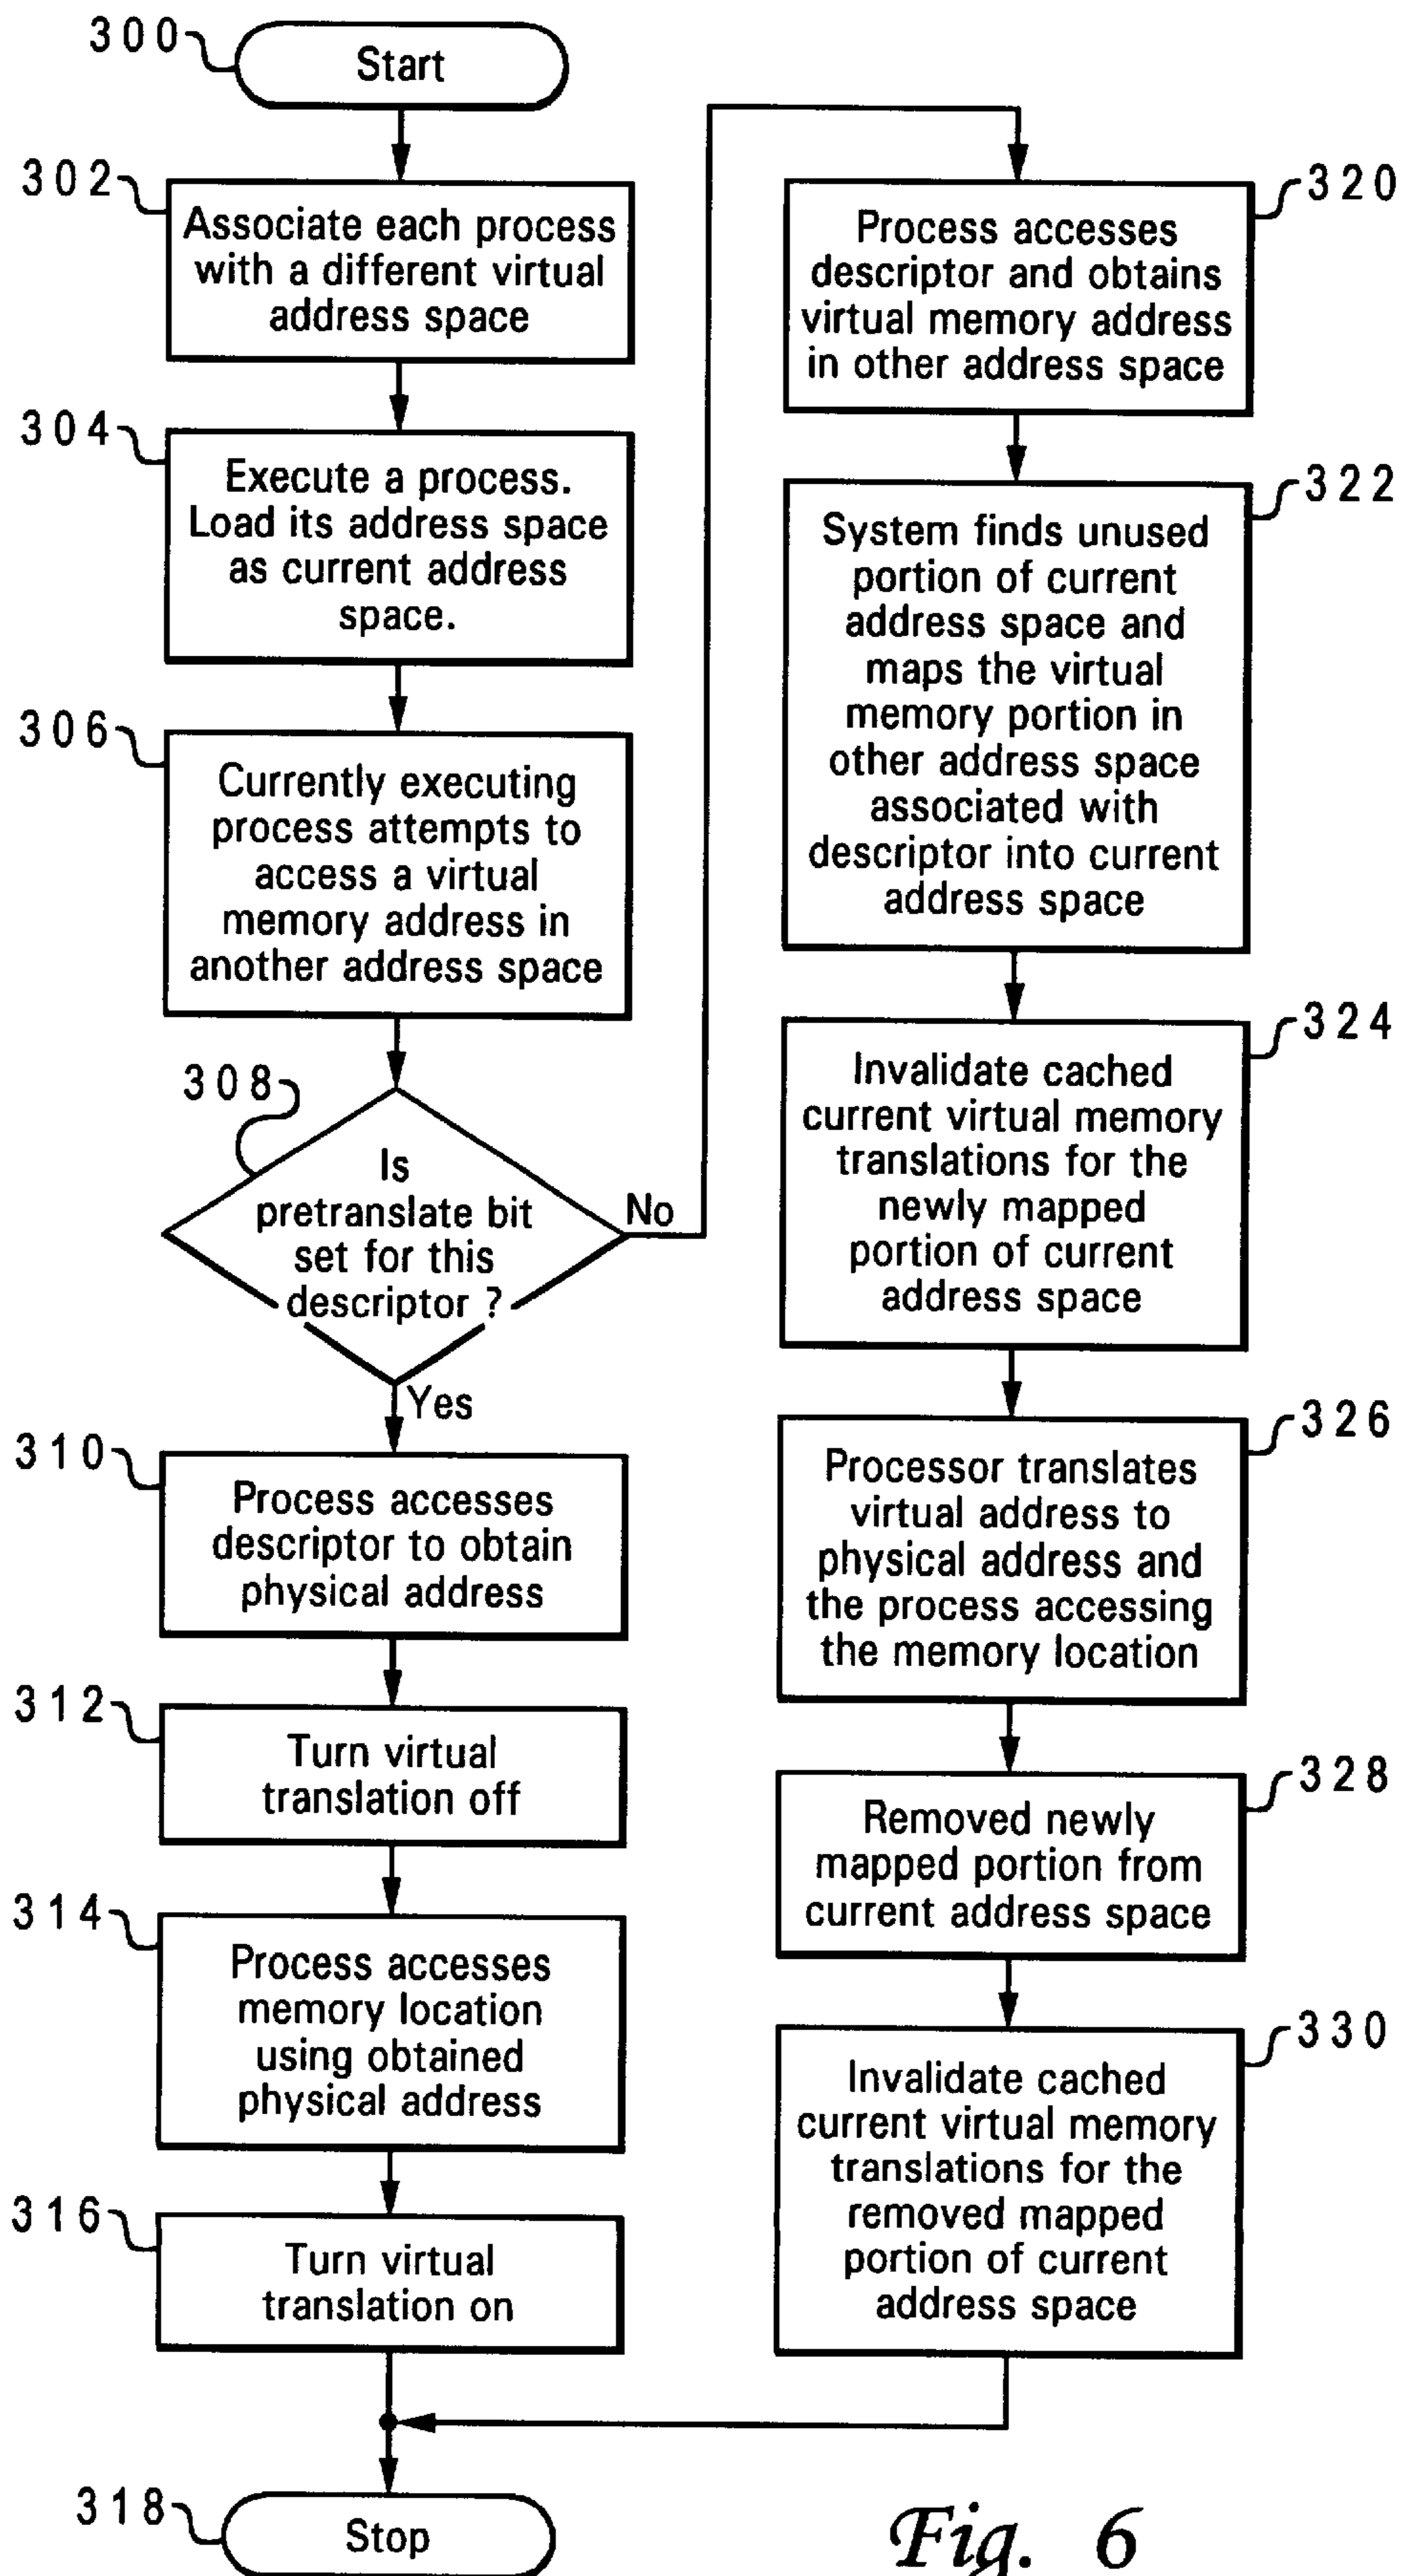 300
Start
302
Associate each process
with a different virtual
address space
304
Execute a process.
Load its address space
as current address
space.
306
Currently executing
process attempts to
access a virtual
memory address in
another address space
308
Is
pretranslate bit
set for this
descriptor ?
No
Yes
310
Process accesses
descriptor to obtain
physical address
312
Turn virtual
translation off
314
Process accesses
memory location
using obtained
physical address
316
Turn virtual
translation on
318
Stop
320
Process accesses
descriptor and obtains
virtual memory address
in other address space
322
System finds unused
portion of current
address space and
maps the virtual
memory portion in
other address space
associated with
descriptor into current
address space
324
Invalidate cached
current virtual memory
translations for the
newly mapped
portion of current
address space
326
Processor translates
virtual address to
physical address and
the process accessing
the memory location
328
Removed newly
mapped portion from
current address space
330
Invalidate cached
current virtual memory
translations for the
removed mapped
portion of current
address space
Fig. 6